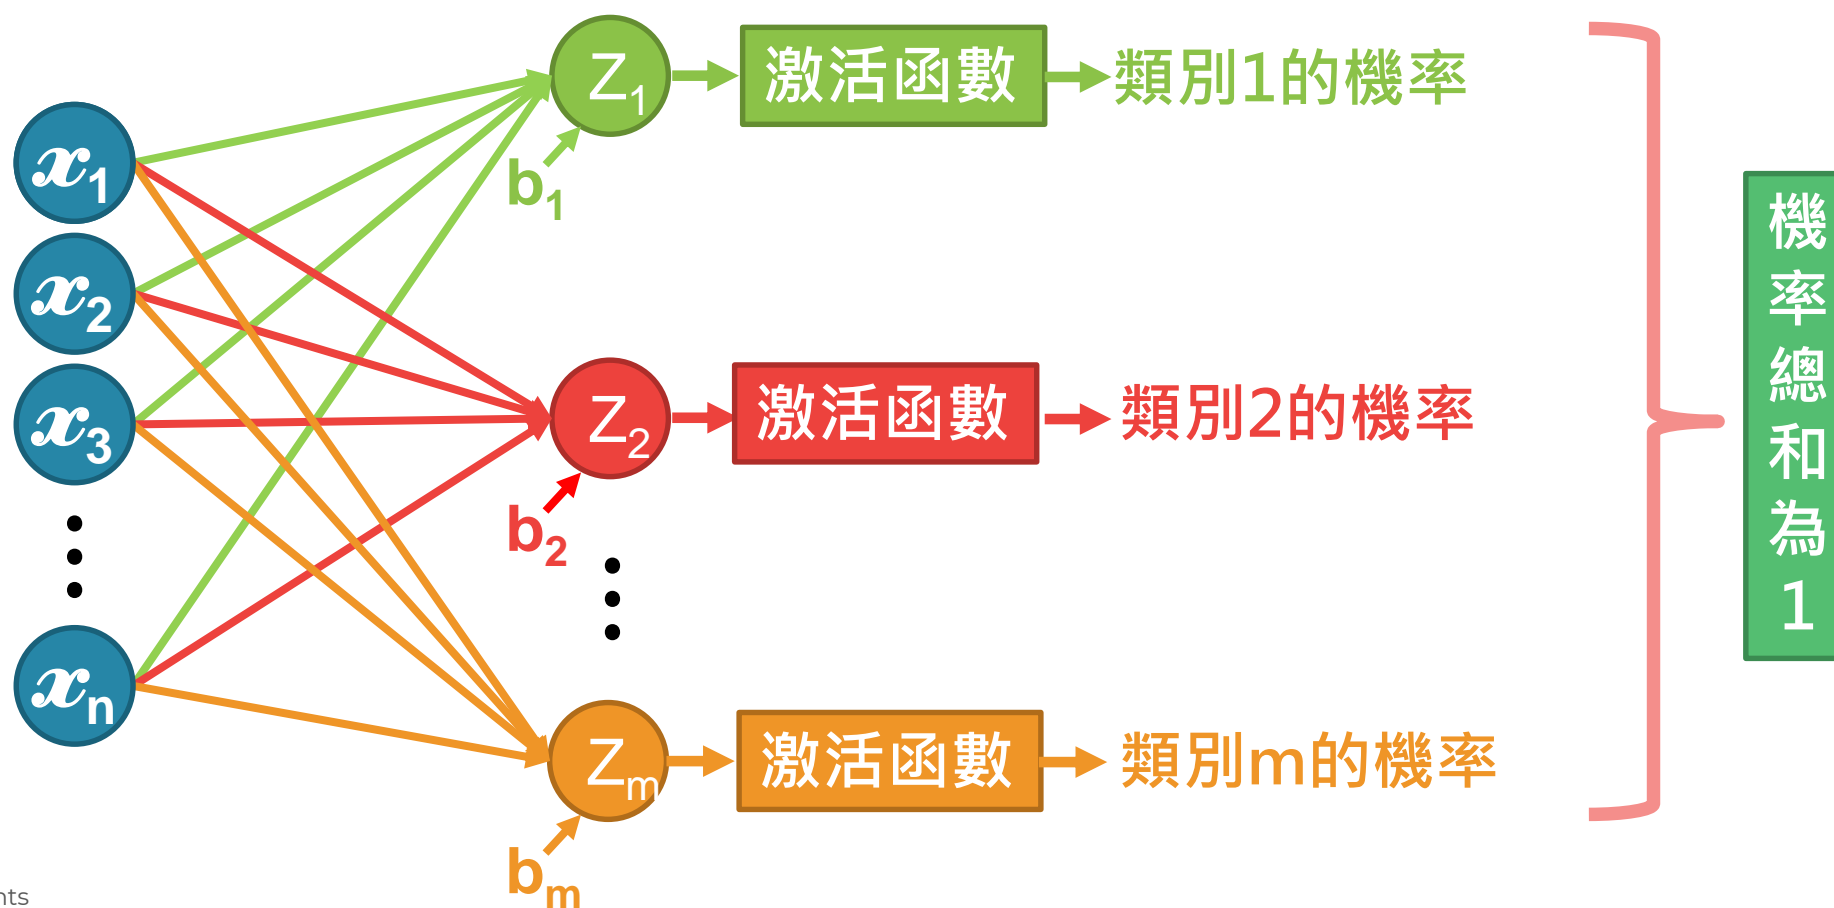 x1
x2
x3
xn
Z1
b1
激活函數
類別1的機率
Z2
b2
激活函數
類別2的機率
Zm
bm
激活函數
類別m的機率
機率總和為1
nts